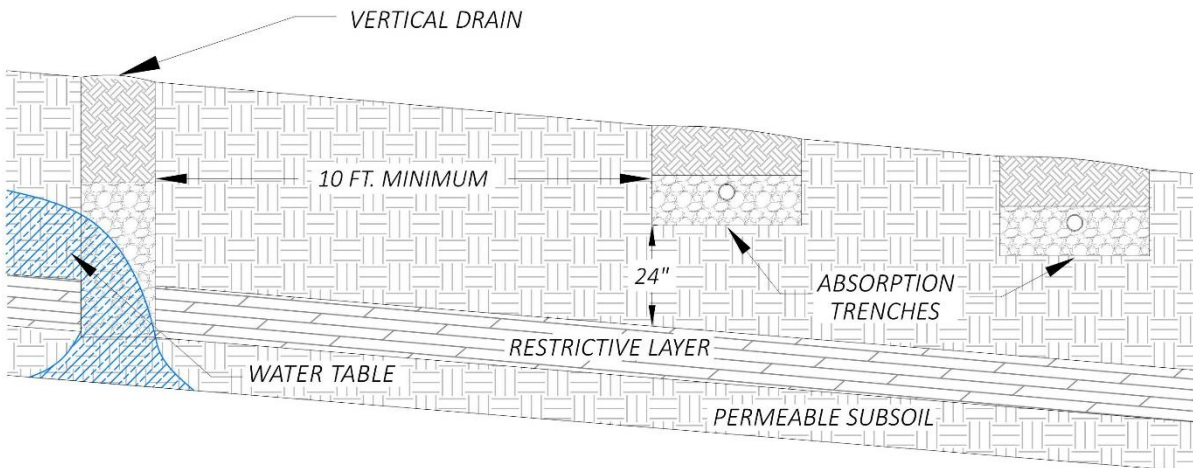 VERTICAL DRAIN
10 FT. MINIMUM
24"
ABSORPTION
TRENCHES
RESTRICTIVE LAYER
WATER TABLE
PERMEABLE SUBSOIL